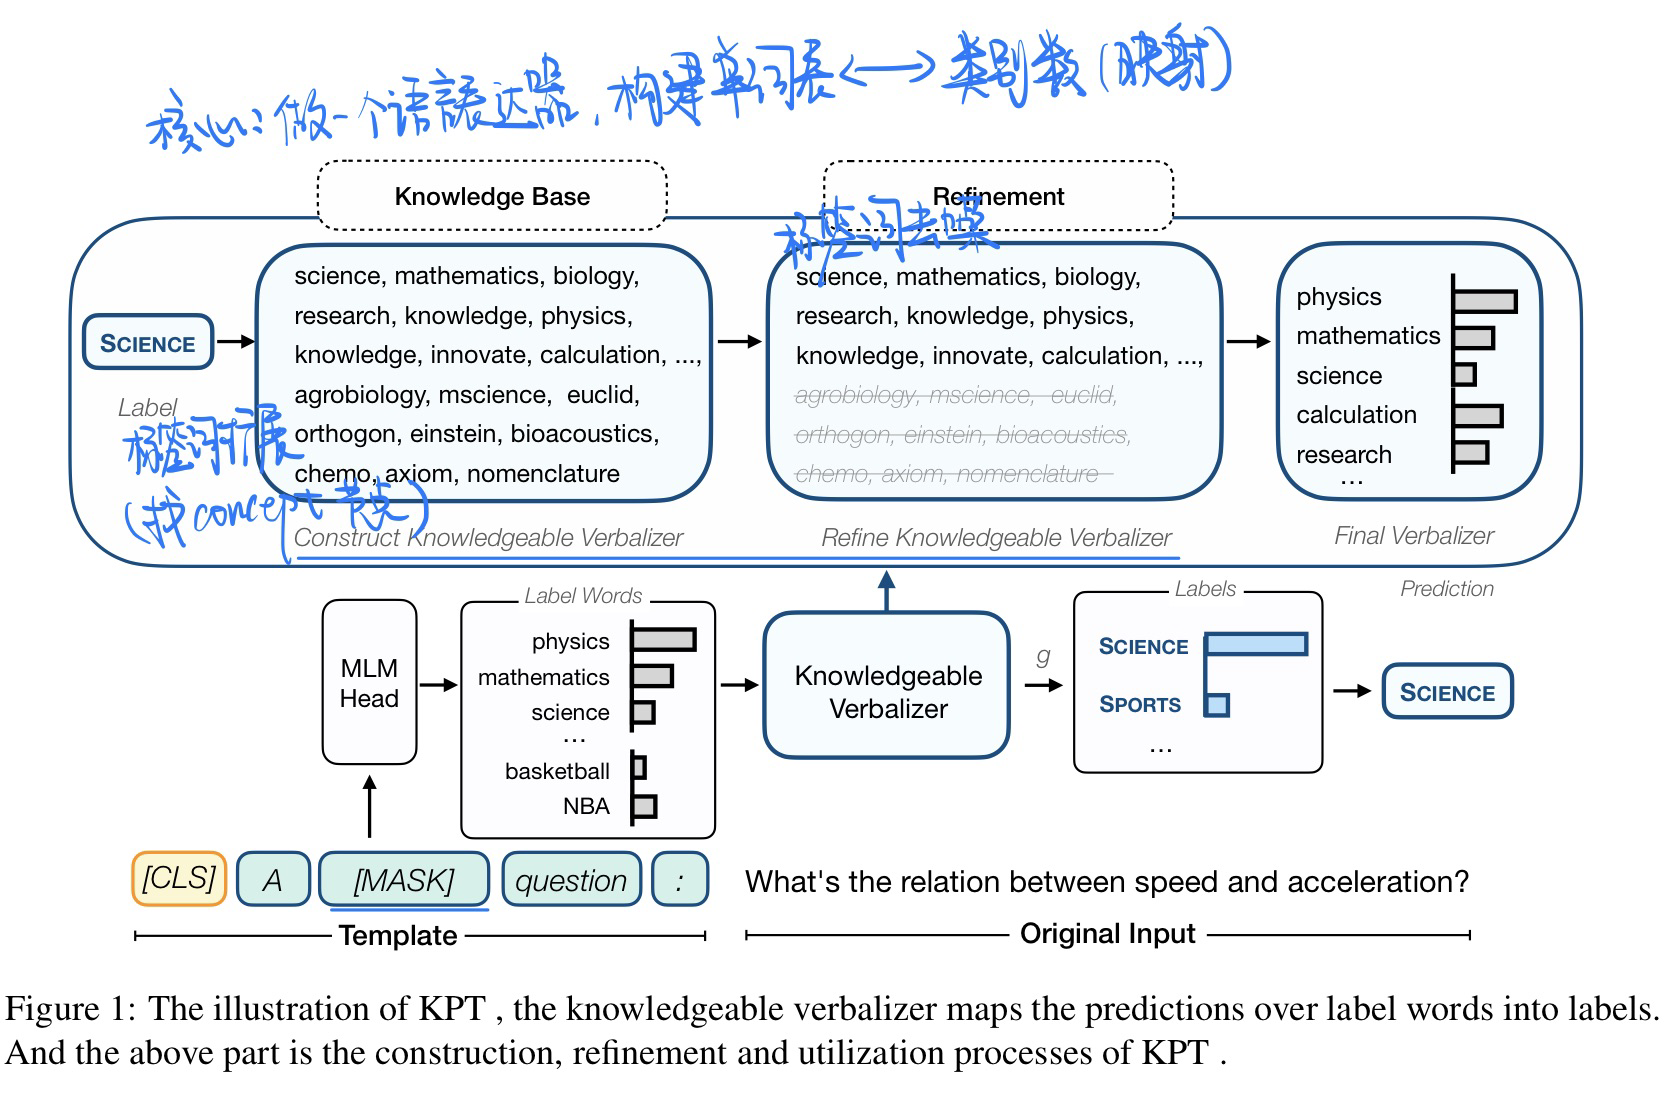 核心：做一个语言表达器，构建单词表<—>类别数（映射）
Knowledge Base
Refinement
标签词去噪
science, mathematics, biology,
research, knowledge, physics,
knowledge, innovate, calculation, ...,
agrobiology, mscience, euclid,
orthogon, einstein, bioacoustics,
chemo, axiom, nomenclature
science, mathematics, biology,
research, knowledge, physics,
knowledge, innovate, calculation, ...,
agrobiology, mscience, euclid,
orthogon, einstein, bioacoustics,
chemo, axiom, nomenclature
physics
mathematics
science
calculation
research
...
SCIENCE
Label
标签词扩展
（找concept节点）
Construct Knowledgeable Verbalizer
Refine Knowledgeable Verbalizer
Final Verbalizer
MLM
Head
Label Words
physics
mathematics
science
...
basketball
NBA
Knowledgeable
Verbalizer
g
Labels
SCIENCE
SPORTS
...
Prediction
SCIENCE
[CLS] A [MASK] question : What's the relation between speed and acceleration?
Template
Original Input
Figure 1: The illustration of KPT , the knowledgeable verbalizer maps the predictions over label words into labels.
And the above part is the construction, refinement and utilization processes of KPT .